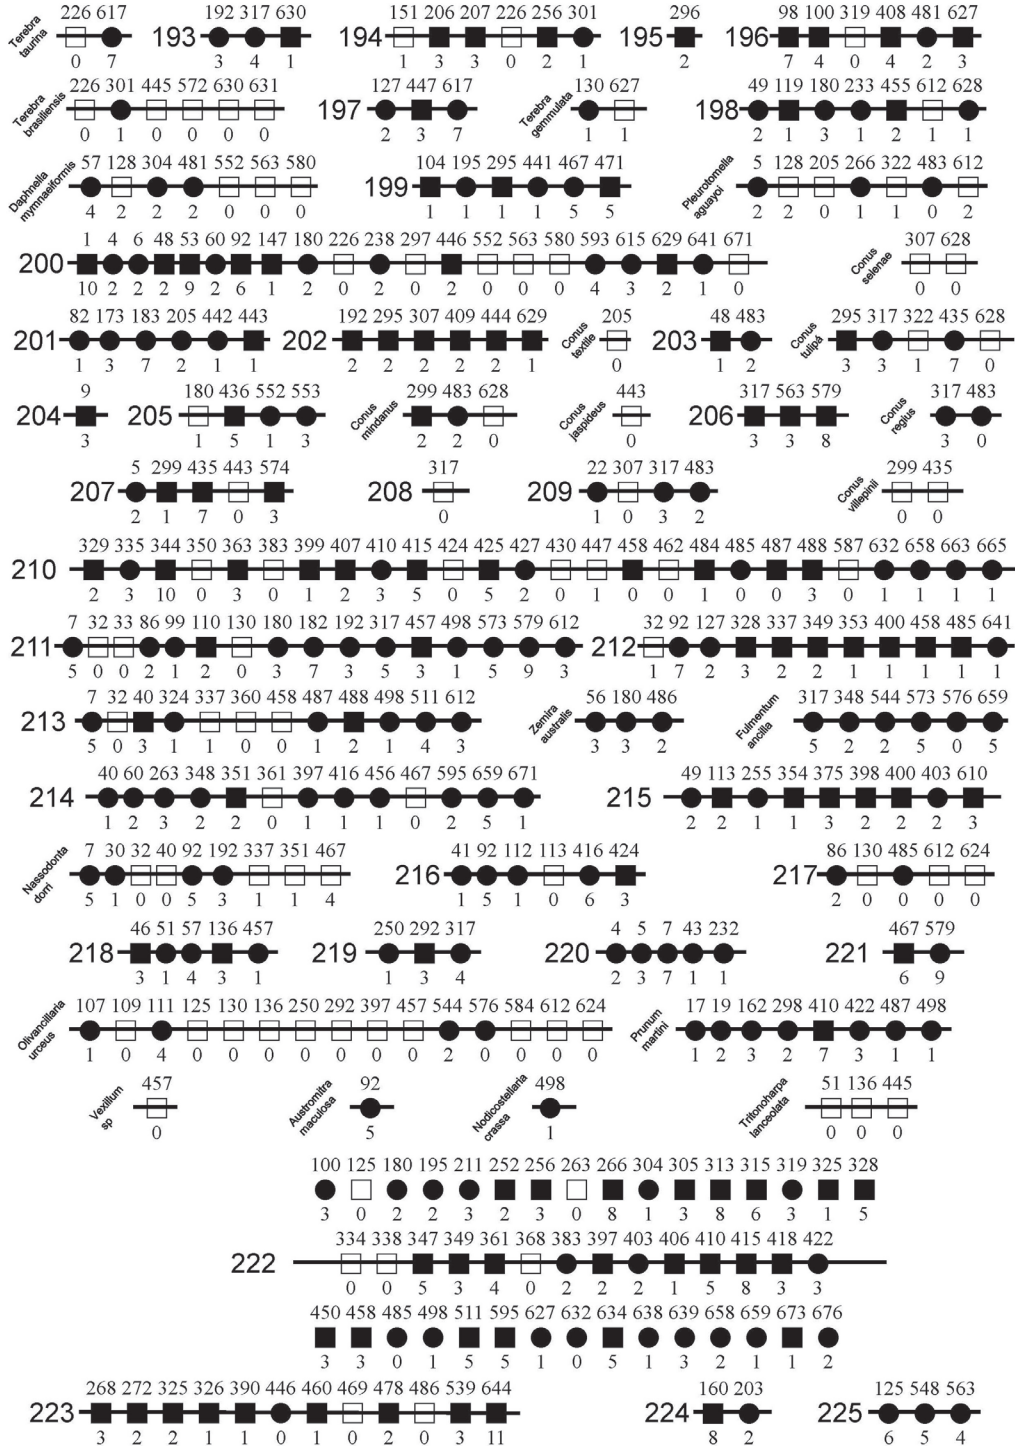 226 617 192 317 630 151 206 207 226 256 301 296 98 100 319 408 481 627
Terebra taurina 193 194 195 196
0 7 3 4 1 1 3 3 0 2 1 2 7 4 0 4 2 3
226 301 445 572 630 631 127 447 617 130 627 49 119 180 233 455 612 628
Terebra brasiliensis 197 Terebra gemmulata 198
0 1 0 0 0 0 2 3 7 1 1 2 1 3 1 2 1 1
57 128 304 481 552 563 580 104 195 295 441 467 471 5 128 205 266 322 483 612
Daphnella mymnaeiformis 199 Pleurotomella aguayoi
4 2 2 2 0 0 0 1 1 1 1 5 5 2 2 0 1 1 0 2
1 4 6 48 53 60 92 147 180 226 238 297 446 552 563 580 593 615 629 641 671 307 628
200 Conus selenae
10 2 2 2 9 2 6 1 2 0 2 0 2 0 0 0 4 3 2 1 0 0 0
82 173 183 205 442 443 192 295 307 409 444 629 205 48 483 295 317 322 435 628
201 202 Conus textile 203 Conus tulipá
1 3 7 2 1 1 2 2 2 2 2 1 0 1 2 3 3 1 7 0
9 180 436 552 553 299 483 628 443 317 563 579 317 483
204 205 Conus mindanus Conus jaspideus 206 Conus regius
3 1 5 1 3 2 2 0 0 3 3 8 3 0
5 299 435 443 574 317 22 307 317 483 299 435
207 208 209 Conus villepinii
2 1 7 0 3 0 1 0 3 2 0 0
329 335 344 350 363 383 399 407 410 415 424 425 427 430 447 458 462 484 485 487 488 587 632 658 663 665
210
2 3 10 0 3 0 1 2 3 5 0 5 2 0 1 0 0 1 0 0 3 0 1 1 1 1
7 32 33 86 99 110 130 180 182 192 317 457 498 573 579 612 32 92 127 328 337 349 353 400 458 485 641
211 212
5 0 0 2 1 2 0 3 7 3 5 3 1 5 9 3 1 7 2 3 2 2 1 1 1 1 1
7 32 40 324 337 360 458 487 488 498 511 612 56 180 486 317 348 544 573 576 659
213 Zemira australis Fulmentum ancilla
5 0 3 1 1 0 0 1 2 1 4 3 3 3 2 5 2 2 5 0 5
40 60 263 348 351 361 397 416 456 467 595 659 671 49 113 255 354 375 398 400 403 610
214 215
1 2 3 2 2 0 1 1 1 0 2 5 1 2 2 1 1 3 2 2 2 3
7 30 32 40 92 192 337 351 467 41 92 112 113 416 424 86 130 485 612 624
Nassodonta dorri 216 217
5 1 0 0 5 3 1 1 4 1 5 1 0 6 3 2 0 0 0 0
46 51 57 136 457 250 292 317 4 5 7 43 232 467 579
218 219 220 221
3 1 4 3 1 1 3 4 2 3 7 1 1 6 9
107 109 111 125 130 136 250 292 397 457 544 576 584 612 624 17 19 162 298 410 422 487 498
Olivancillaria urceus Prunum martini
1 0 4 0 0 0 0 0 0 0 2 0 0 0 0 1 2 3 2 7 3 1 1
457 92 498 51 136 445
Vexillum sp Austromitra maculosa Nodicostellaria crassa Tritonoharpa lanceolata
0 5 1 0 0 0
100 125 180 195 211 252 256 263 266 304 305 313 315 319 325 328
3 0 2 2 3 2 3 0 8 1 3 8 6 3 1 5
334 338 347 349 361 368 383 397 403 406 410 415 418 422
222
0 0 5 3 4 0 2 2 2 1 5 8 3 3
450 458 485 498 511 595 627 632 634 638 639 658 659 673 676
3 3 0 1 5 5 1 0 5 1 3 2 1 1 2
268 272 325 326 390 446 460 469 478 486 539 644 160 203 125 548 563
223 224 225
3 2 2 1 1 0 1 0 2 0 3 11 8 2 6 5 4